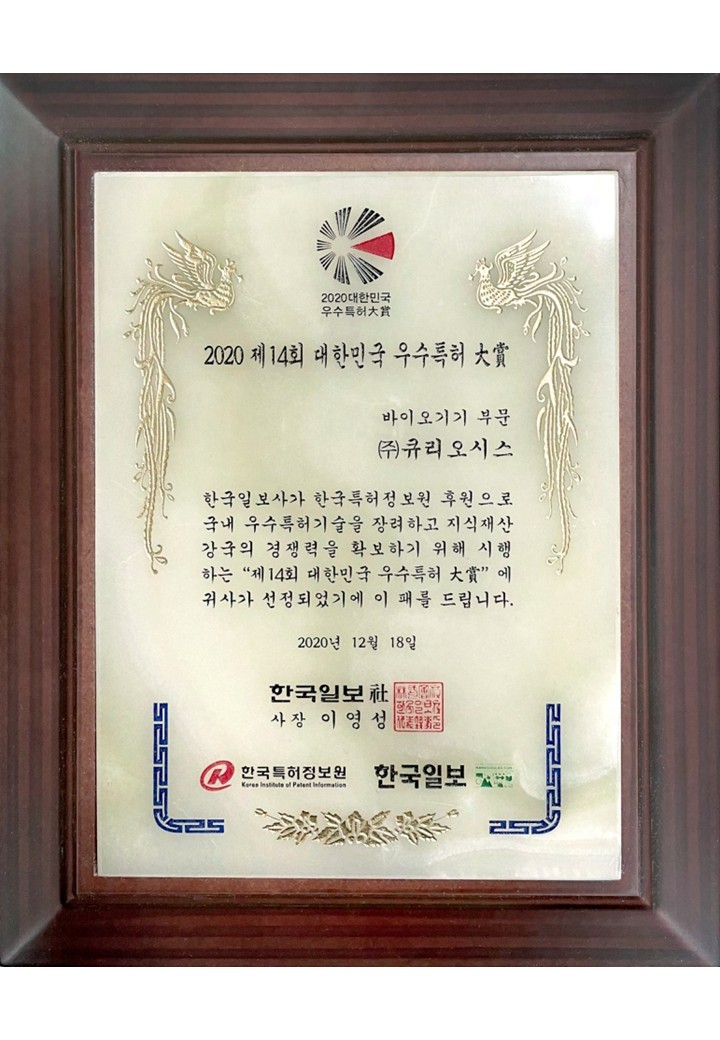 2020대한민국
우수특허大賞
2020 제14회 대한민국 우수특허 大賞
바이오기기 부문
㈜큐리오시스
한국일보사가 한국특허정보원 후원으로
국내 우수특허기술을 장려하고 지식재산
강국의 경쟁력을 확보하기 위해 시행
하는 “제14회 대한민국 우수특허 大賞” 에
귀사가 선정되었기에 이 패를 드립니다.
2020년 12월 18일
한국일보社
사장 이영성
한국특허정보원 한국일보
Korea Institute of Patent Information